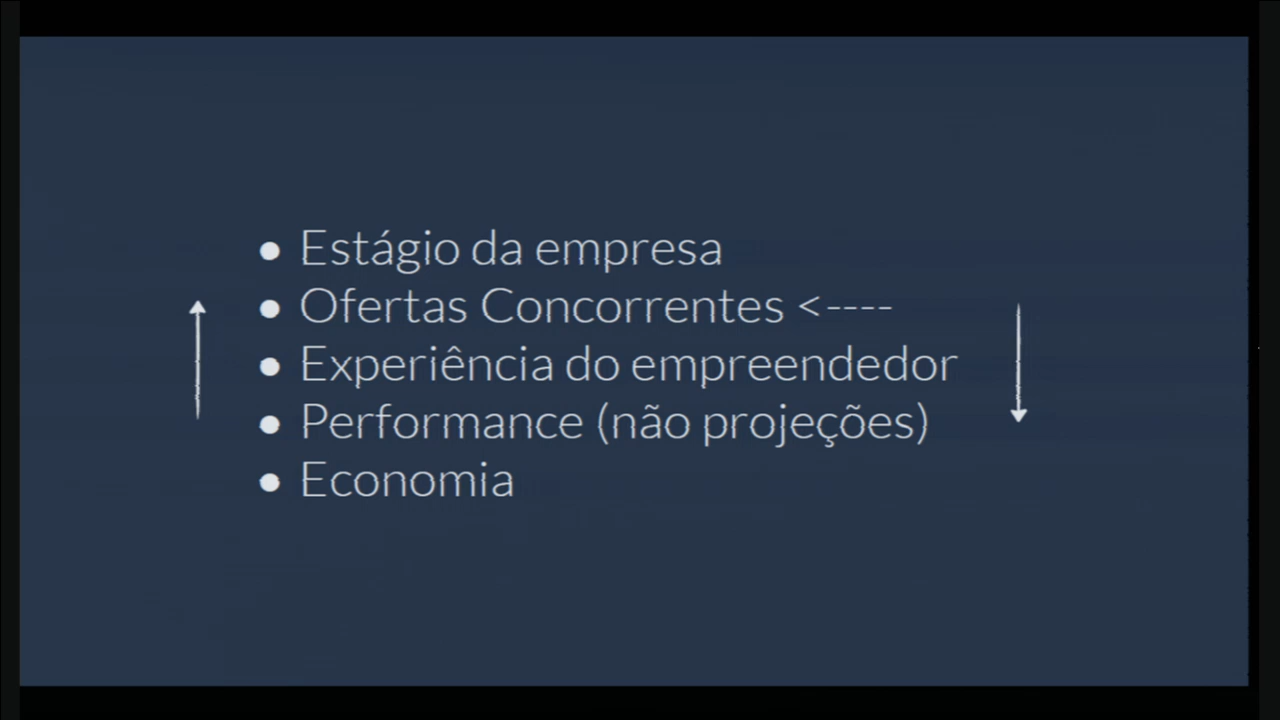 ● Estágio da empresa
● Ofertas Concorrentes <----
● Experiência do empreendedor
● Performance (não projeções)
● Economia